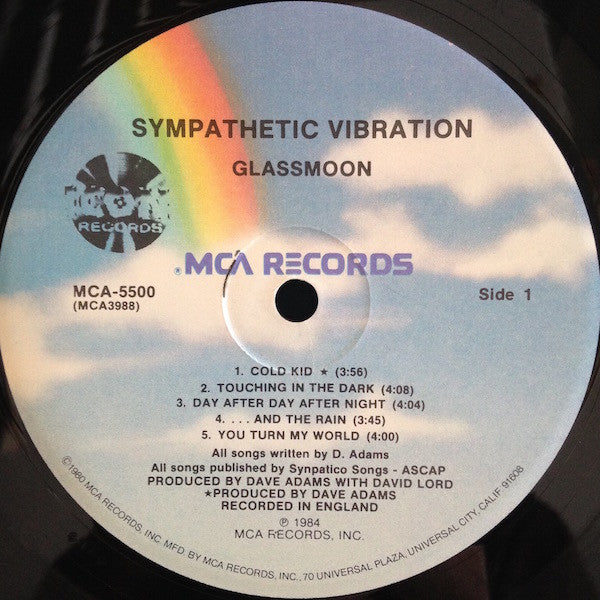 SYMPATHETIC VIBRATION
GLASSMOON
RECORDS
®MCA RECORDS
MCA-5500
(MCA3988)
Side 1
1. COLD KID ★ (3:56)
2. TOUCHING IN THE DARK (4:08)
3. DAY AFTER DAY AFTER NIGHT (4:04)
4. . . . AND THE RAIN (3:45)
5. YOU TURN MY WORLD (4:00)
All songs written by D. Adams
All songs published by Synpatico Songs - ASCAP
PRODUCED BY DAVE ADAMS WITH DAVID LORD
★PRODUCED BY DAVE ADAMS
RECORDED IN ENGLAND
℗ 1984
MCA RECORDS, INC.
©1980 MCA RECORDS, INC. MFD. BY MCA RECORDS, INC., 70 UNIVERSAL PLAZA, UNIVERSAL CITY, CALIF. 91608